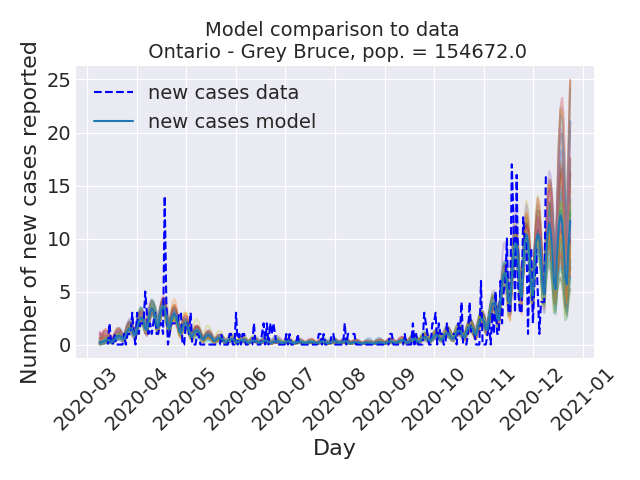 Model comparison to data
Ontario - Grey Bruce, pop. = 154672.0
Number of new cases reported
25
20
15
10
5
0
new cases data
new cases model
2020-03
2020-04
2020-05
2020-06
2020-07
2020-08
2020-09
2020-10
2020-11
2020-12
2021-01
Day